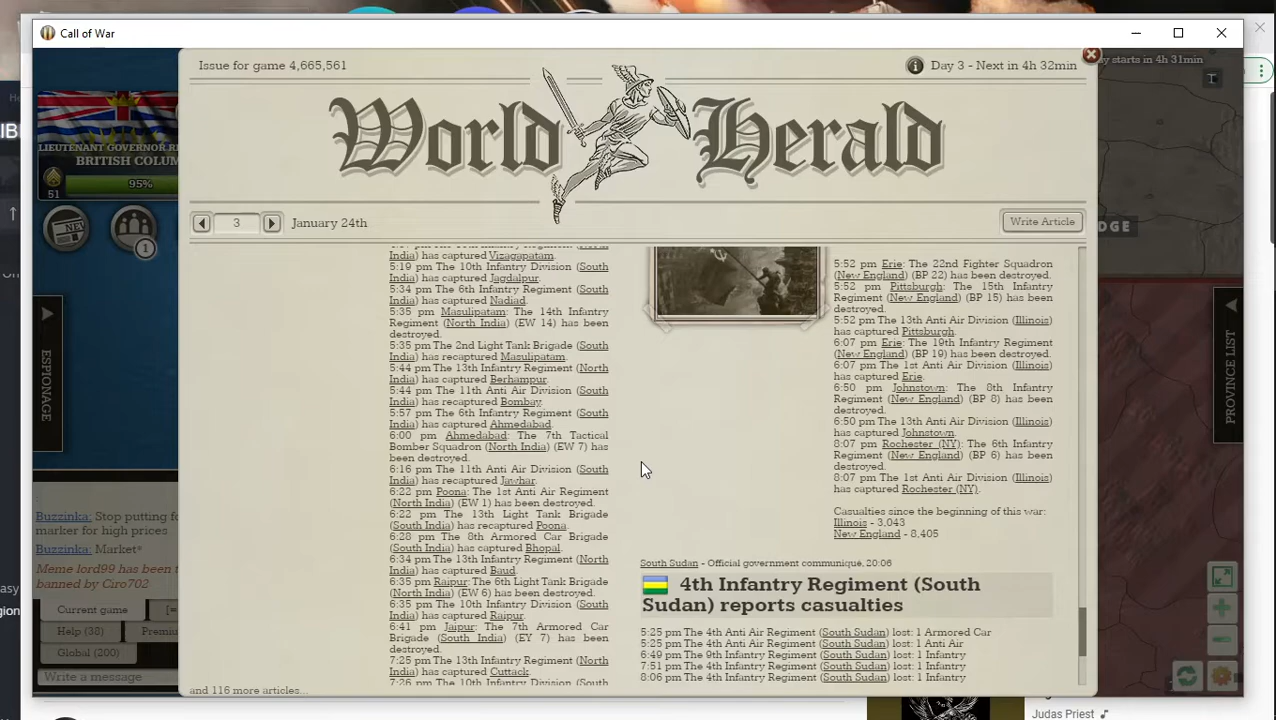 Call of War
Issue for game 4,665,561
Day 3 - Next in 4h 32min
y starts in 4h 31min
World Herald
3
January 24th
Write Article
LIEUTENANT GOVERNOR RE
BRITISH COLUM
95%
51
NEW
1
ESPIONAGE
PROVINCE LIST
DGE
India) has captured Vizagapatam.
5:19 pm The 10th Infantry Division (South
India) has captured Jagdalpur.
5:34 pm The 6th Infantry Regiment (South
India) has captured Nadiad.
5:35 pm Masulipatam: The 14th Infantry
Regiment (North India) (EW 14) has been
destroyed.
5:35 pm The 2nd Light Tank Brigade (South
India) has recaptured Masulipatam.
5:44 pm The 13th Infantry Regiment (North
India) has captured Berhampur.
5:44 pm The 11th Anti Air Division (South
India) has recaptured Bombay.
5:57 pm The 6th Infantry Regiment (South
India) has captured Ahmedabad.
6:00 pm Ahmedabad: The 7th Tactical
Bomber Squadron (North India) (EW 7) has
been destroyed.
6:16 pm The 11th Anti Air Division (South
India) has recaptured Jawhar.
6:22 pm Poona: The 1st Anti Air Regiment
(North India) (EW 1) has been destroyed.
6:22 pm The 13th Light Tank Brigade
(South India) has recaptured Poona.
6:28 pm The 8th Armored Car Brigade
(South India) has captured Bhopal.
6:34 pm The 13th Infantry Regiment (North
India) has captured Baud.
6:35 pm Raipur: The 6th Light Tank Brigade
(North India) (EW 6) has been destroyed.
6:35 pm The 10th Infantry Division (South
India) has captured Raipur.
6:41 pm Jaipur: The 7th Armored Car
Brigade (South India) (EY 7) has been
destroyed.
7:25 pm The 13th Infantry Regiment (North
India) has captured Cuttack.
7:26 pm The 10th Infantry Division (South
South Sudan - Official government communique, 20:06
4th Infantry Regiment (South
Sudan) reports casualties
5:25 pm The 4th Anti Air Regiment (South Sudan) lost: 1 Armored Car
5:25 pm The 4th Anti Air Regiment (South Sudan) lost: 1 Anti Air
6:49 pm The 9th Infantry Regiment (South Sudan) lost: 1 Infantry
7:51 pm The 4th Infantry Regiment (South Sudan) lost: 1 Infantry
8:06 pm The 4th Infantry Regiment (South Sudan) lost: 1 Infantry
5:52 pm Erie: The 22nd Fighter Squadron
(New England) (BP 22) has been destroyed.
5:52 pm Pittsburgh: The 15th Infantry
Regiment (New England) (BP 15) has been
destroyed.
5:52 pm The 13th Anti Air Division (Illinois)
has captured Pittsburgh.
6:07 pm Erie: The 19th Infantry Regiment
(New England) (BP 19) has been destroyed.
6:07 pm The 1st Anti Air Division (Illinois)
has captured Erie.
6:50 pm Johnstown: The 8th Infantry
Regiment (New England) (BP 8) has been
destroyed.
6:50 pm The 13th Anti Air Division (Illinois)
has captured Johnstown.
8:07 pm Rochester (NY): The 6th Infantry
Regiment (New England) (BP 6) has been
destroyed.
8:07 pm The 1st Anti Air Division (Illinois)
has captured Rochester (NY).
Casualties since the beginning of this war:
Illinois - 3,043
New England - 8,405
and 116 more articles...
Buzzinka: Stop putting fo
marker for high prices
Buzzinka: Market*
Meme lord99 has been
banned by Ciro702
Current game
Help (38)
Premiu
Global (200)
Write a message
Judas Priest